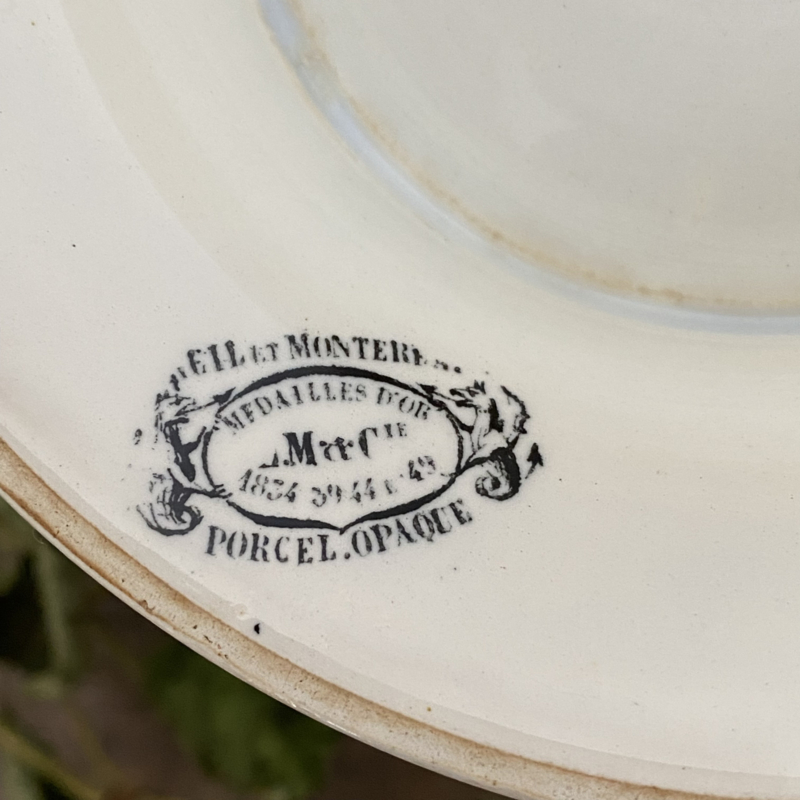 EIL ET MONTERE
MEDAILLES D'OR
.M & CIE
1834 39 44 & 49
PORCEL.OPAQUE